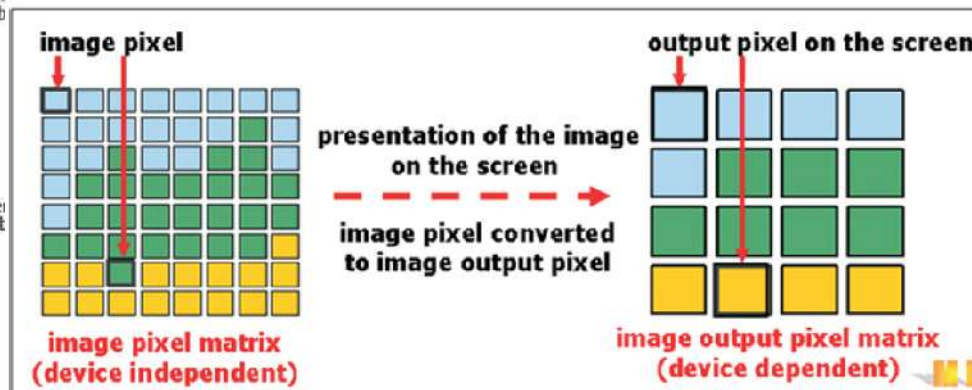 image pixel
output pixel on the screen
presentation of the image
on the screen
image pixel converted
to image output pixel
image pixel matrix
(device independent)
image output pixel matrix
(device dependent)